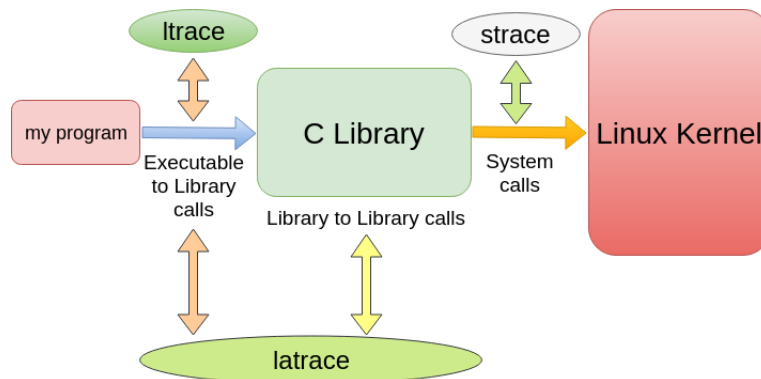 ltrace
strace
my program
C Library
Linux Kernel
Executable
to Library
calls
System
calls
Library to Library calls
latrace